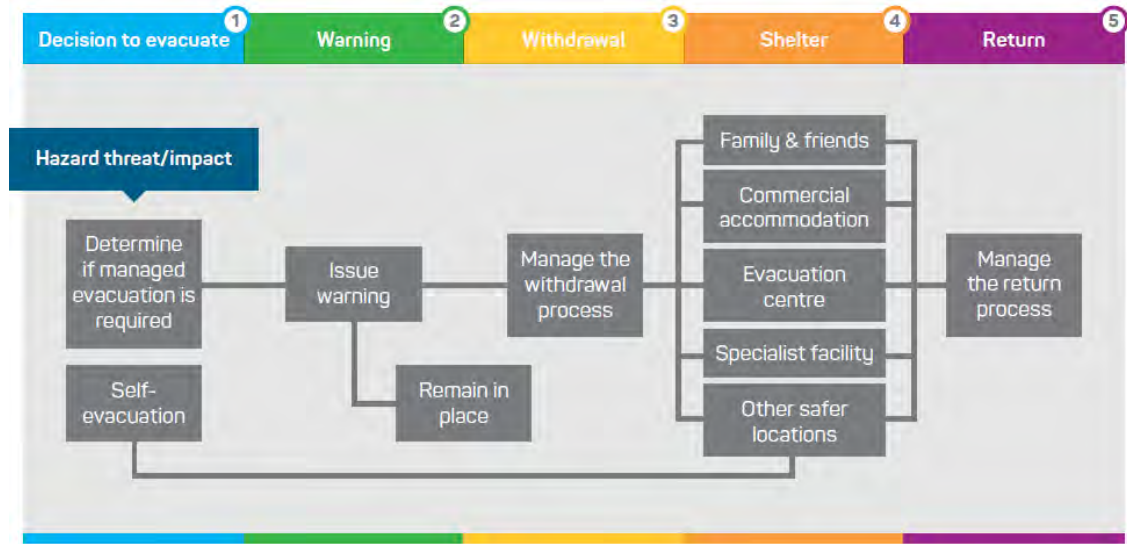 Decision to evacuate
1
Warning
2
Withdrawal
3
Shelter
4
Return
5
Hazard threat/impact
Determine
if managed
evacuation is
required
Self-
evacuation
Issue
warning
Remain in
place
Manage the
withdrawal
process
Family & friends
Commercial
accommodation
Evacuation
centre
Specialist facility
Other safer
locations
Manage
the return
process